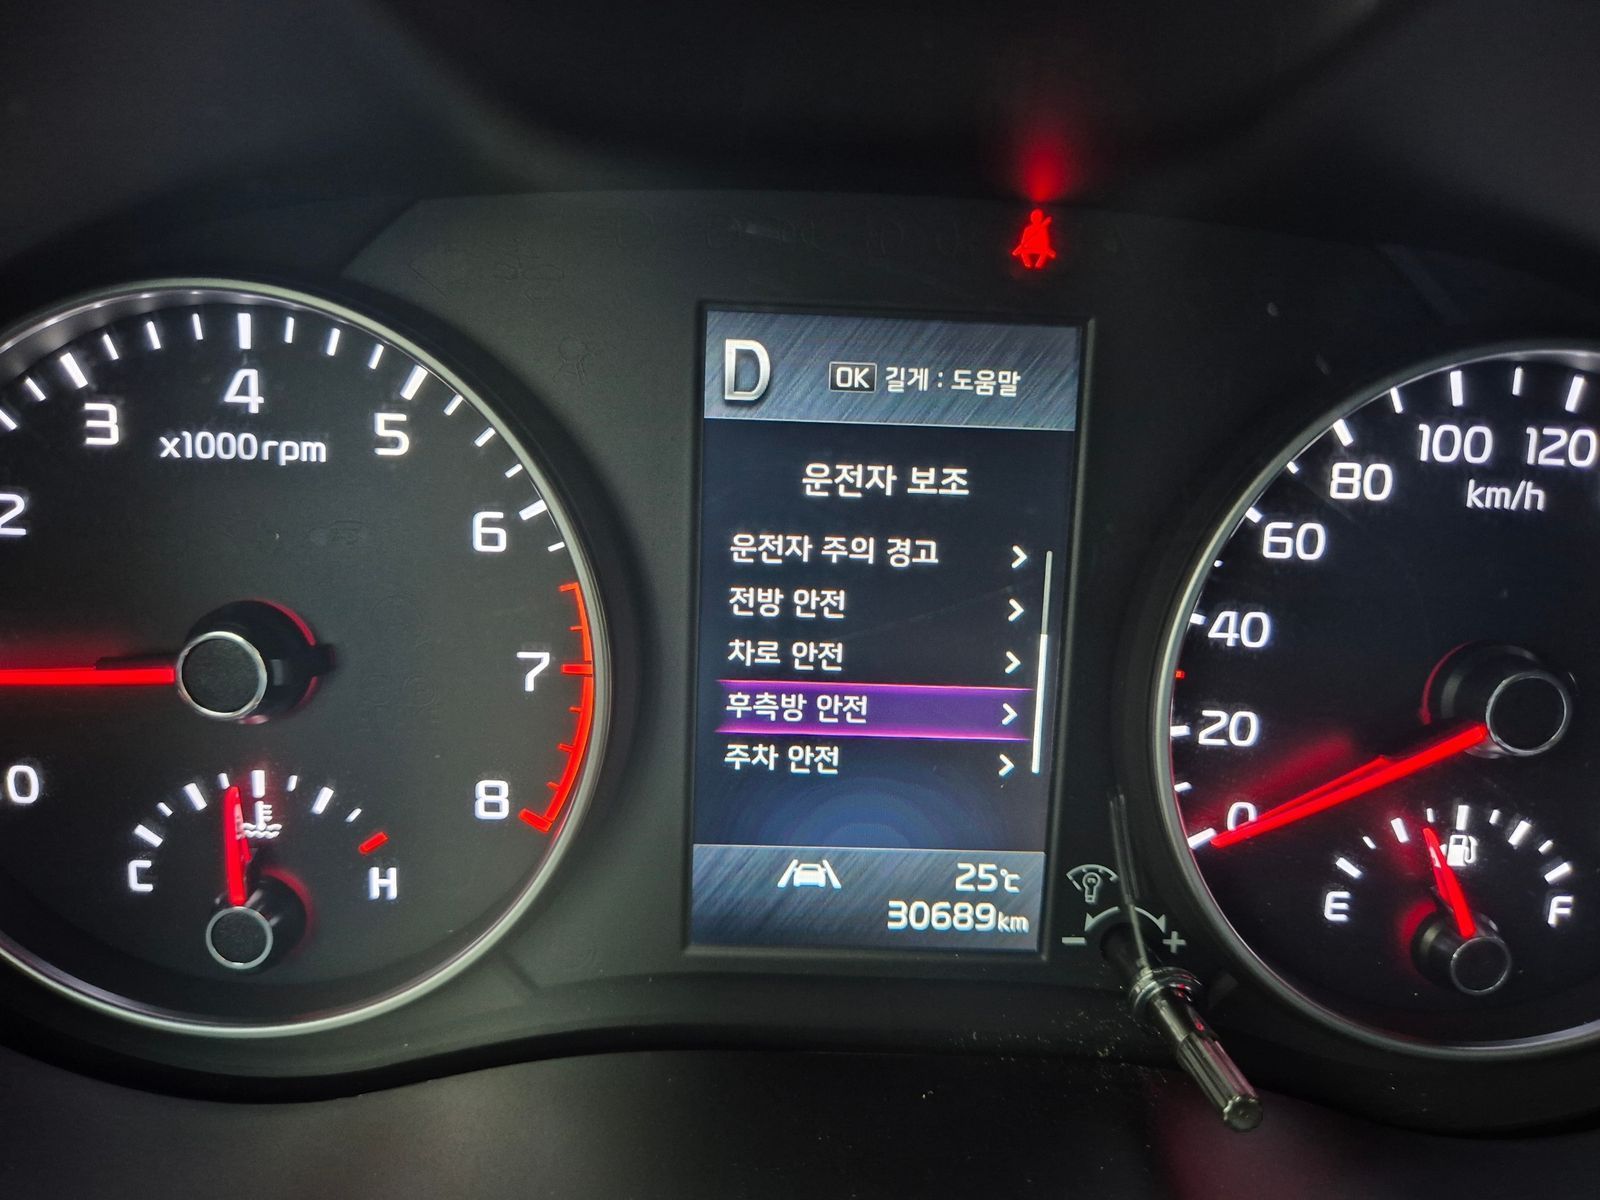 D
OK 길게 : 도움말
운전자 보조
운전자 주의 경고 >
전방 안전 >
차로 안전 >
후측방 안전 >
주차 안전 >
25℃
30689km
0 2 3 4 5 6 7 8
x1000rpm
C H
0 20 40 60 80 100 120
km/h
E F
- +